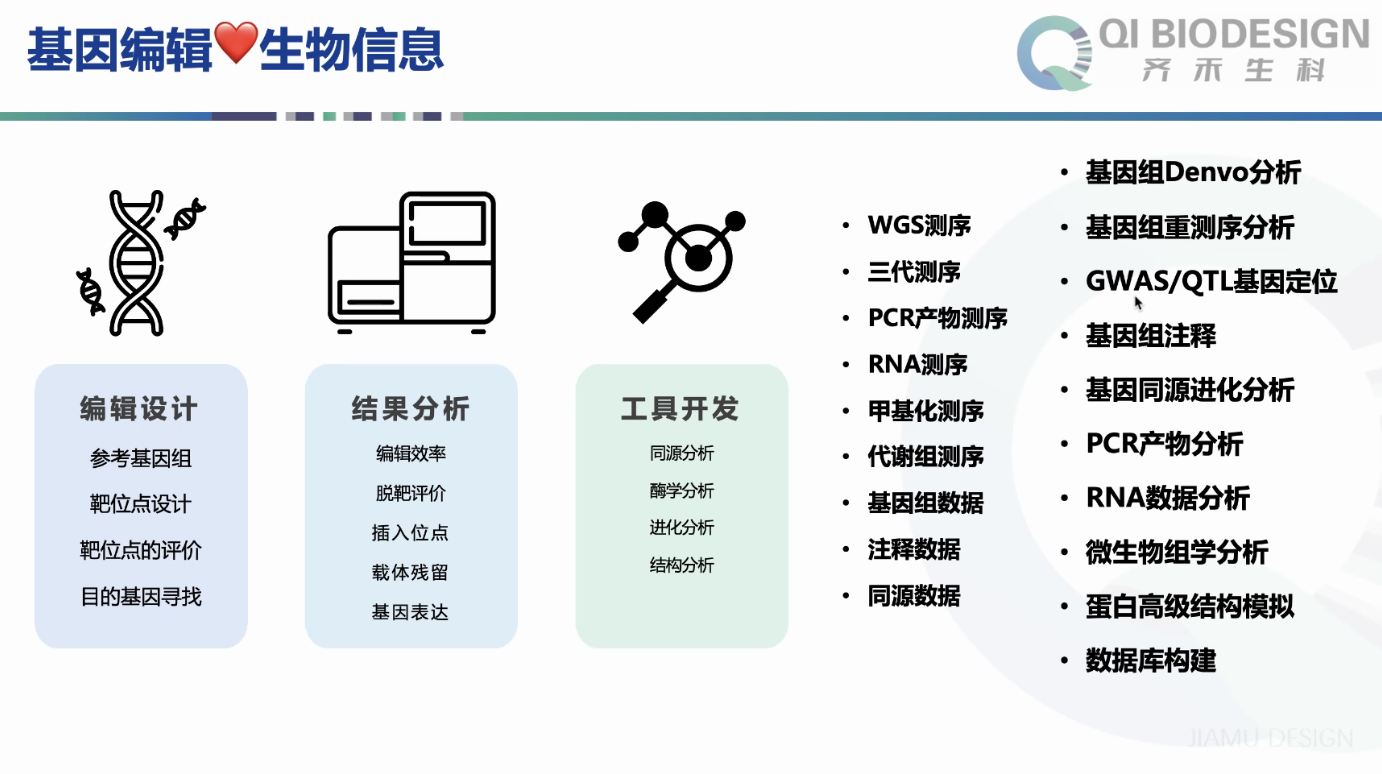 基因编辑❤️生物信息
QI BIODESIGN
齐禾生科
编辑设计
参考基因组
靶位点设计
靶位点的评价
目的基因寻找
结果分析
编辑效率
脱靶评价
插入位点
载体残留
基因表达
工具开发
同源分析
酶学分析
进化分析
结构分析
• WGS测序
• 三代测序
• PCR产物测序
• RNA测序
• 甲基化测序
• 代谢组测序
• 基因组数据
• 注释数据
• 同源数据
• 基因组Denvo分析
• 基因组重测序分析
• GWAS/QTL基因定位
• 基因组注释
• 基因同源进化分析
• PCR产物分析
• RNA数据分析
• 微生物组学分析
• 蛋白高级结构模拟
• 数据库构建
JIAMU DESIGN